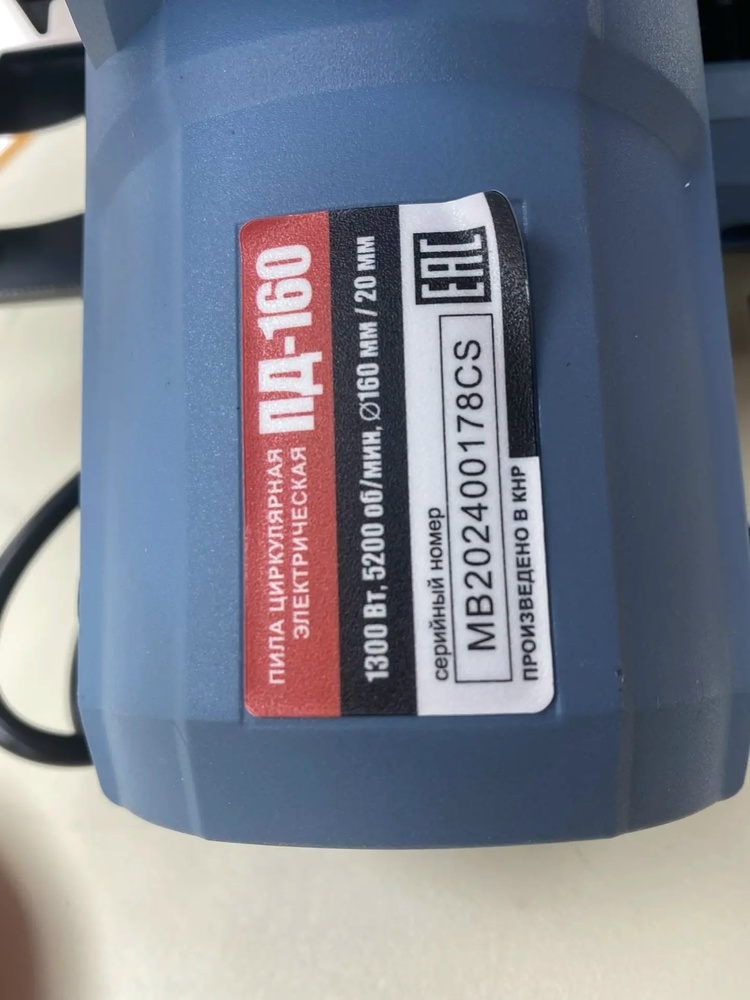 ПИЛА ЦИРКУЛЯРНАЯ
ЭЛЕКТРИЧЕСКАЯ
ПД-160
1300 Вт, 5200 об/мин, Ø160 мм / 20 мм
EAC
серийный номер
MB202400178CS
ПРОИЗВЕДЕНО В КНР